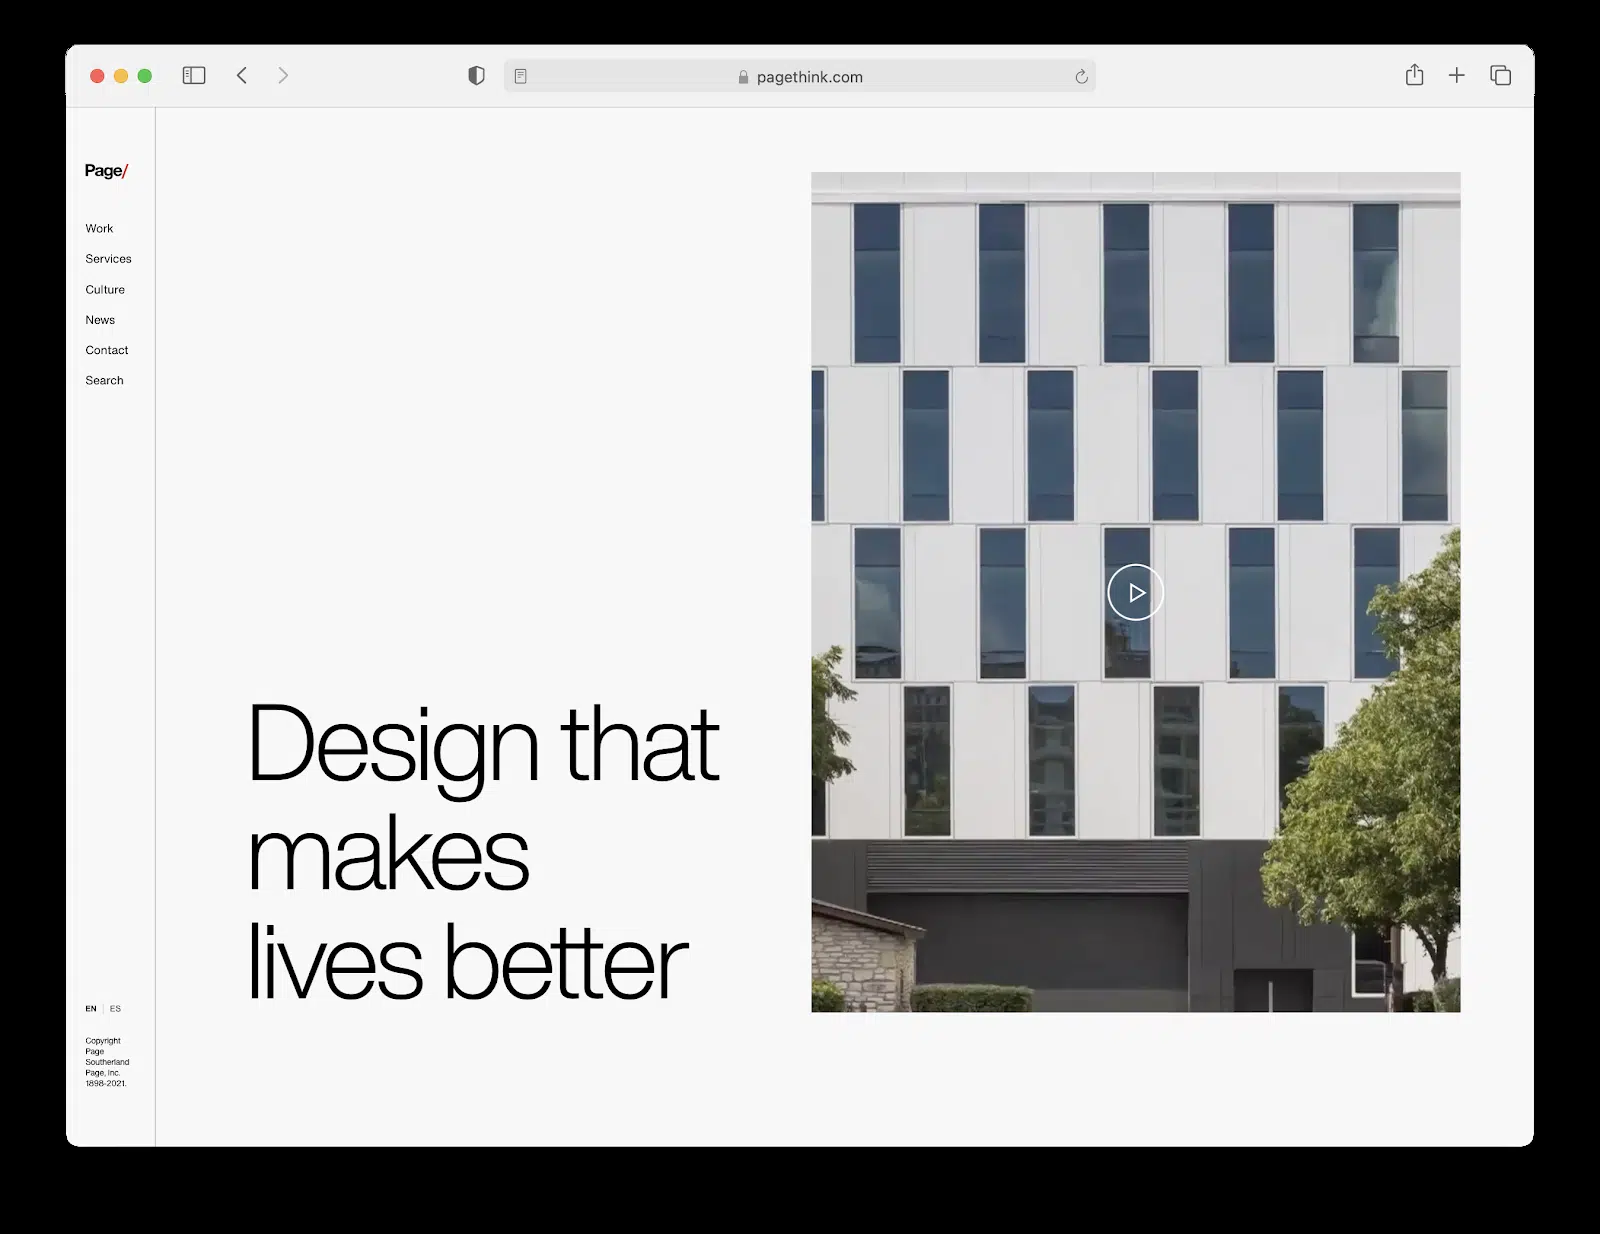 pagethink.com
Page/
Work
Services
Culture
News
Contact
Search
Design that
makes
lives better
EN | ES
Copyright
Page
Southerland
Page, Inc.
1898-2021.